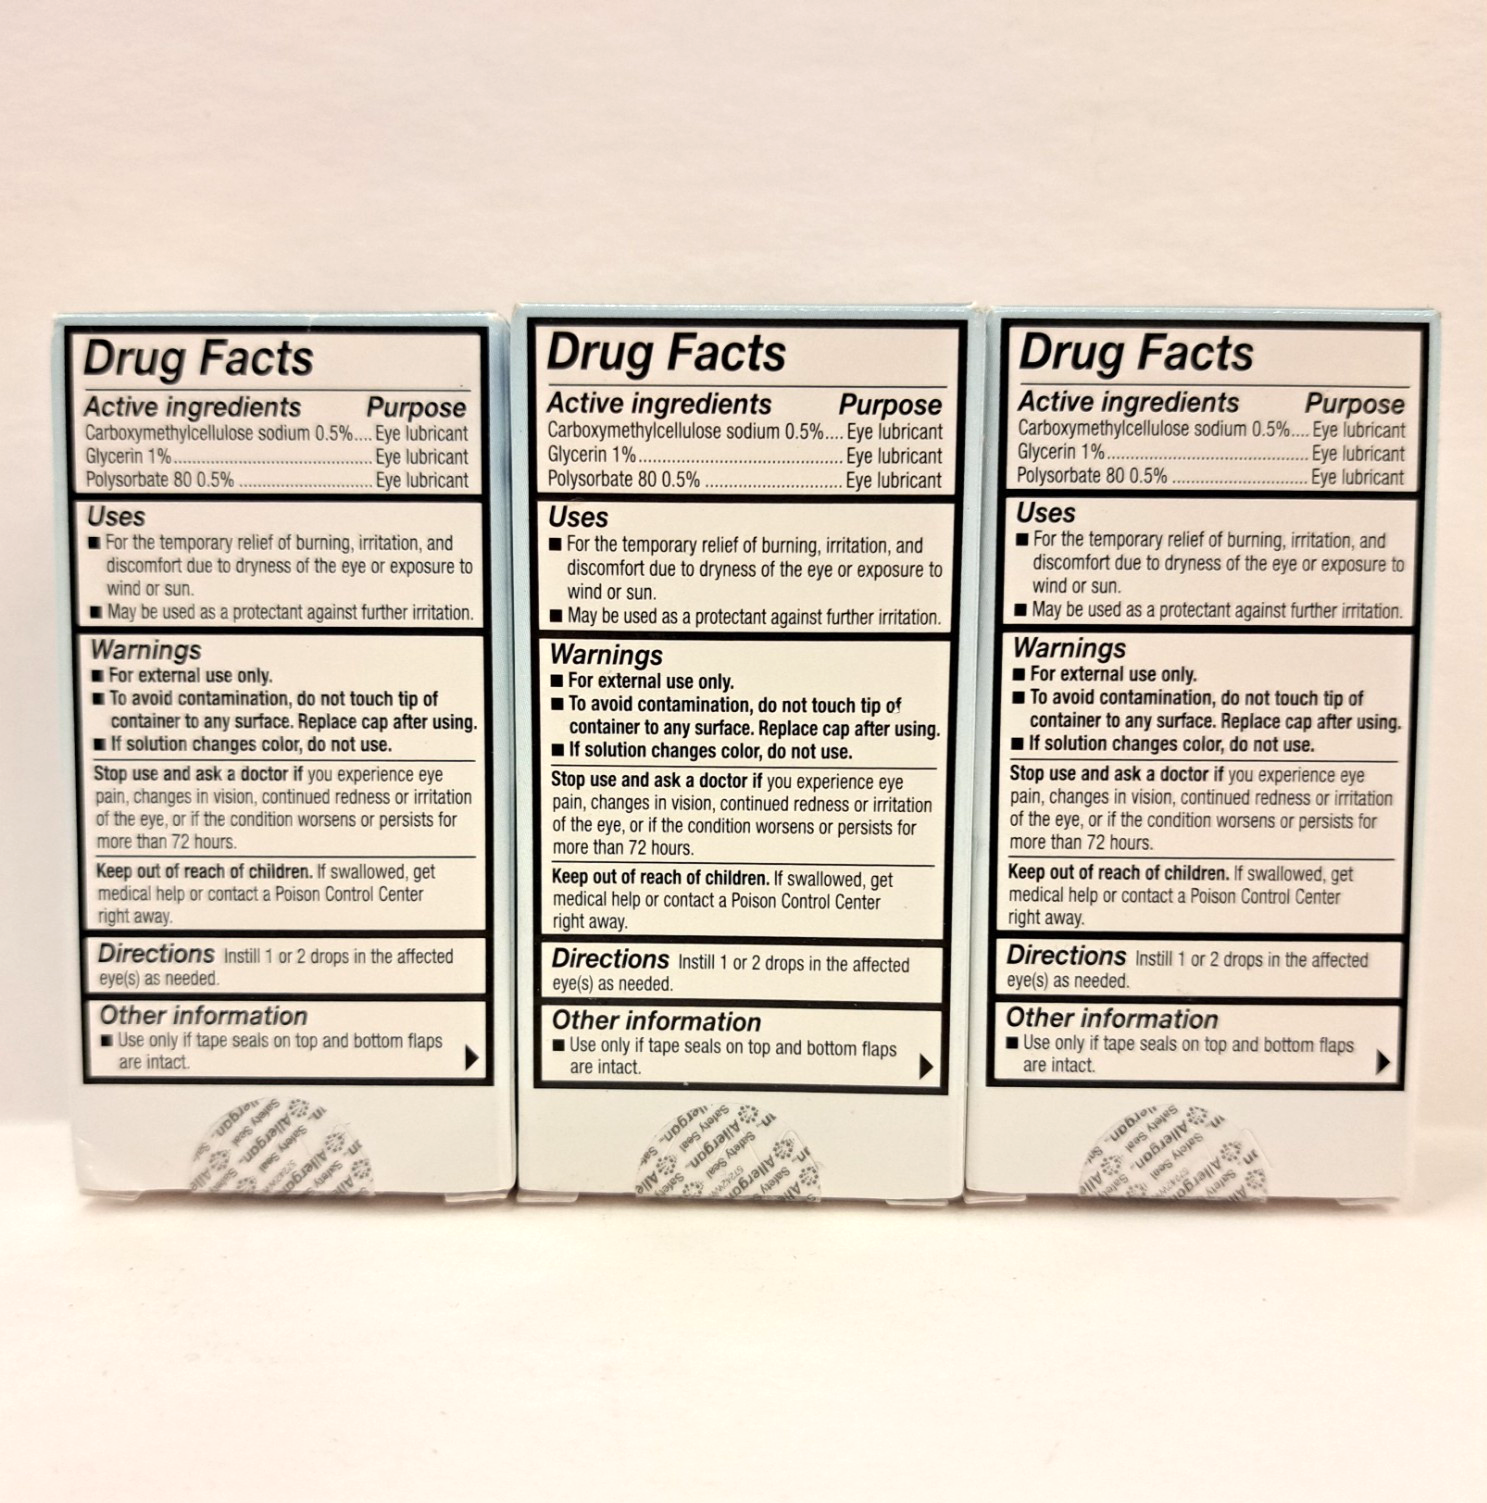 Drug Facts
Active ingredients Purpose
Carboxymethylcellulose sodium 0.5%.... Eye lubricant
Glycerin 1%.......................................... Eye lubricant
Polysorbate 80 0.5% ............................ Eye lubricant
Uses
■ For the temporary relief of burning, irritation, and
discomfort due to dryness of the eye or exposure to
wind or sun.
■ May be used as a protectant against further irritation.
Warnings
■ For external use only.
■ To avoid contamination, do not touch tip of
container to any surface. Replace cap after using.
■ If solution changes color, do not use.
Stop use and ask a doctor if you experience eye
pain, changes in vision, continued redness or irritation
of the eye, or if the condition worsens or persists for
more than 72 hours.
Keep out of reach of children. If swallowed, get
medical help or contact a Poison Control Center
right away.
Directions Instill 1 or 2 drops in the affected
eye(s) as needed.
Other information
■ Use only if tape seals on top and bottom flaps
are intact.
Allergan
Safety Seal
Drug Facts
Active ingredients Purpose
Carboxymethylcellulose sodium 0.5%.... Eye lubricant
Glycerin 1%.......................................... Eye lubricant
Polysorbate 80 0.5% ............................ Eye lubricant
Uses
■ For the temporary relief of burning, irritation, and
discomfort due to dryness of the eye or exposure to
wind or sun.
■ May be used as a protectant against further irritation.
Warnings
■ For external use only.
■ To avoid contamination, do not touch tip of
container to any surface. Replace cap after using.
■ If solution changes color, do not use.
Stop use and ask a doctor if you experience eye
pain, changes in vision, continued redness or irritation
of the eye, or if the condition worsens or persists for
more than 72 hours.
Keep out of reach of children. If swallowed, get
medical help or contact a Poison Control Center
right away.
Directions Instill 1 or 2 drops in the affected
eye(s) as needed.
Other information
■ Use only if tape seals on top and bottom flaps
are intact.
Allergan
Safety Seal
Drug Facts
Active ingredients Purpose
Carboxymethylcellulose sodium 0.5%.... Eye lubricant
Glycerin 1%.......................................... Eye lubricant
Polysorbate 80 0.5% ............................ Eye lubricant
Uses
■ For the temporary relief of burning, irritation, and
discomfort due to dryness of the eye or exposure to
wind or sun.
■ May be used as a protectant against further irritation.
Warnings
■ For external use only.
■ To avoid contamination, do not touch tip of
container to any surface. Replace cap after using.
■ If solution changes color, do not use.
Stop use and ask a doctor if you experience eye
pain, changes in vision, continued redness or irritation
of the eye, or if the condition worsens or persists for
more than 72 hours.
Keep out of reach of children. If swallowed, get
medical help or contact a Poison Control Center
right away.
Directions Instill 1 or 2 drops in the affected
eye(s) as needed.
Other information
■ Use only if tape seals on top and bottom flaps
are intact.
Allergan
Safety Seal